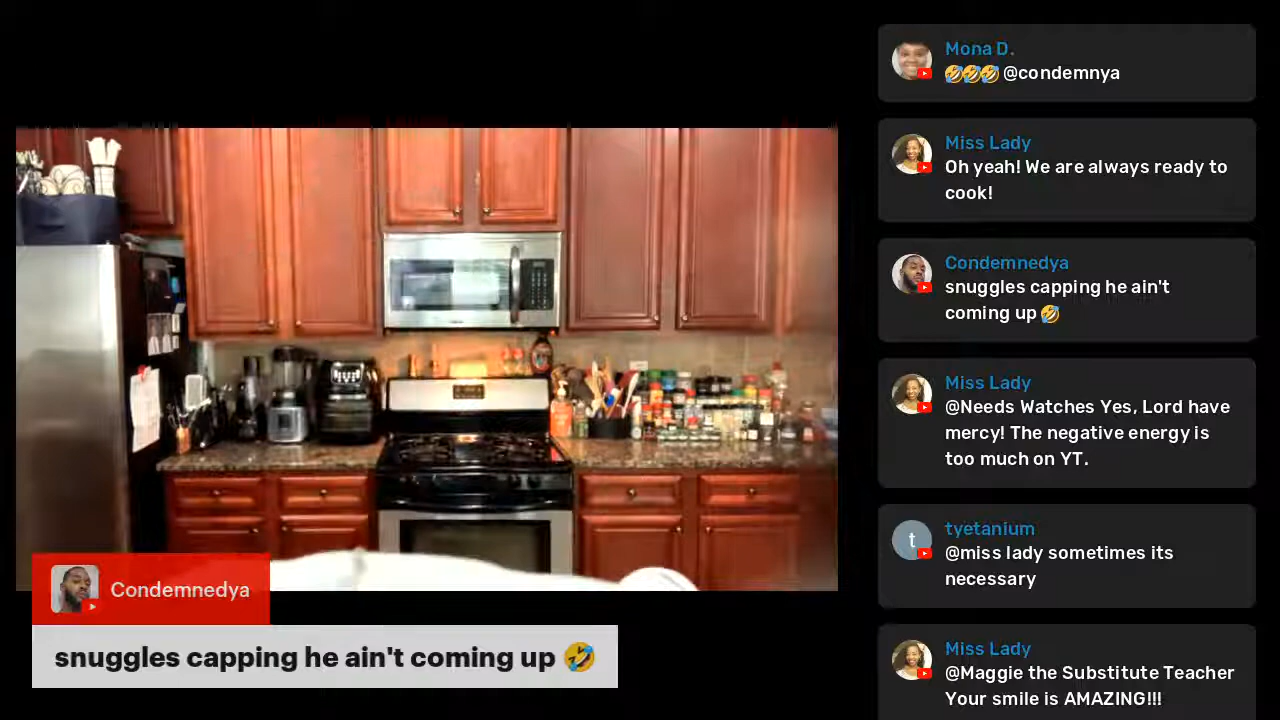 Mona D.
🤣🤣🤣 @condemnya
Miss Lady
Oh yeah! We are always ready to
cook!
Condemnedya
snuggles capping he ain't
coming up 🤣
Miss Lady
@Needs Watches Yes, Lord have
mercy! The negative energy is
too much on YT.
t
tyetanium
@miss lady sometimes its
necessary
Miss Lady
@Maggie the Substitute Teacher
Your smile is AMAZING!!!
Condemnedya
snuggles capping he ain't coming up 🤣